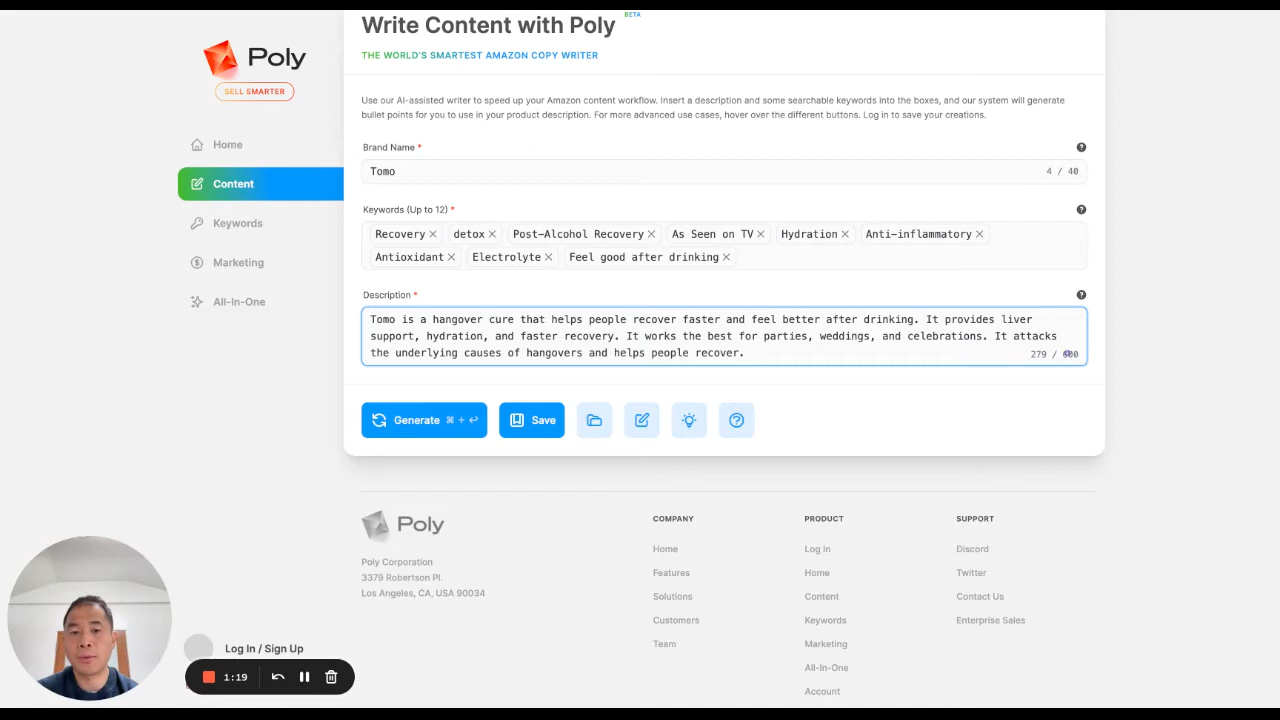 Write Content with Poly BETA
THE WORLD'S SMARTEST AMAZON COPY WRITER
Poly
SELL SMARTER
Home
Content
Keywords
Marketing
All-In-One
Use our AI-assisted writer to speed up your Amazon content workflow. Insert a description and some searchable keywords into the boxes, and our system will generate
bullet points for you to use in your product description. For more advanced use cases, hover over the different buttons. Log in to save your creations.
Brand Name *
Tomo 4 / 40
Keywords (Up to 12) *
Recovery detox Post-Alcohol Recovery As Seen on TV Hydration Anti-inflammatory
Antioxidant Electrolyte Feel good after drinking
Description *
Tomo is a hangover cure that helps people recover faster and feel better after drinking. It provides liver
support, hydration, and faster recovery. It works the best for parties, weddings, and celebrations. It attacks
the underlying causes of hangovers and helps people recover.
279 /
Generate ⌘ + ↵ Save
Poly
Poly Corporation
3379 Robertson Pl.
Los Angeles, CA, USA 90034
COMPANY
Home
Features
Solutions
Customers
Team
PRODUCT
Log In
Home
Content
Keywords
Marketing
All-In-One
Account
SUPPORT
Discord
Twitter
Contact Us
Enterprise Sales
Log In / Sign Up
1:19